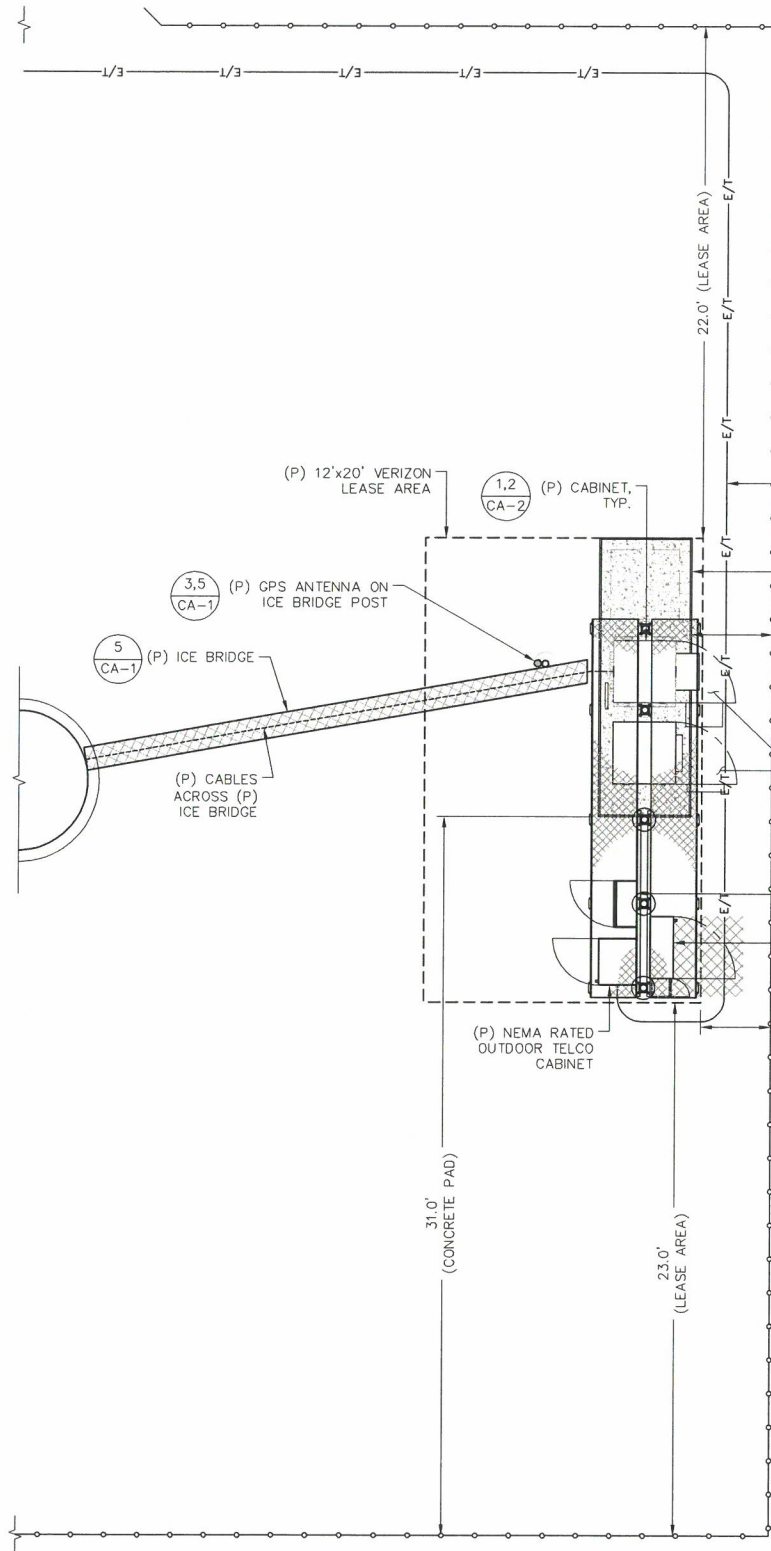 E/T
E/T
E/T
E/T
E/T
E/T
22.0' (LEASE AREA)
E/T
E/T
(P) 12'x20' VERIZON
LEASE AREA
1,2
CA-2
(P) CABINET,
TYP.
E/T
3,5
CA-1
(P) GPS ANTENNA ON
ICE BRIDGE POST
5
CA-1
(P) ICE BRIDGE
E/T
(P) CABLES
ACROSS (P)
ICE BRIDGE
E/T
E/T
(P) NEMA RATED
OUTDOOR TELCO
CABINET
31.0'
(CONCRETE PAD)
23.0'
(LEASE AREA)